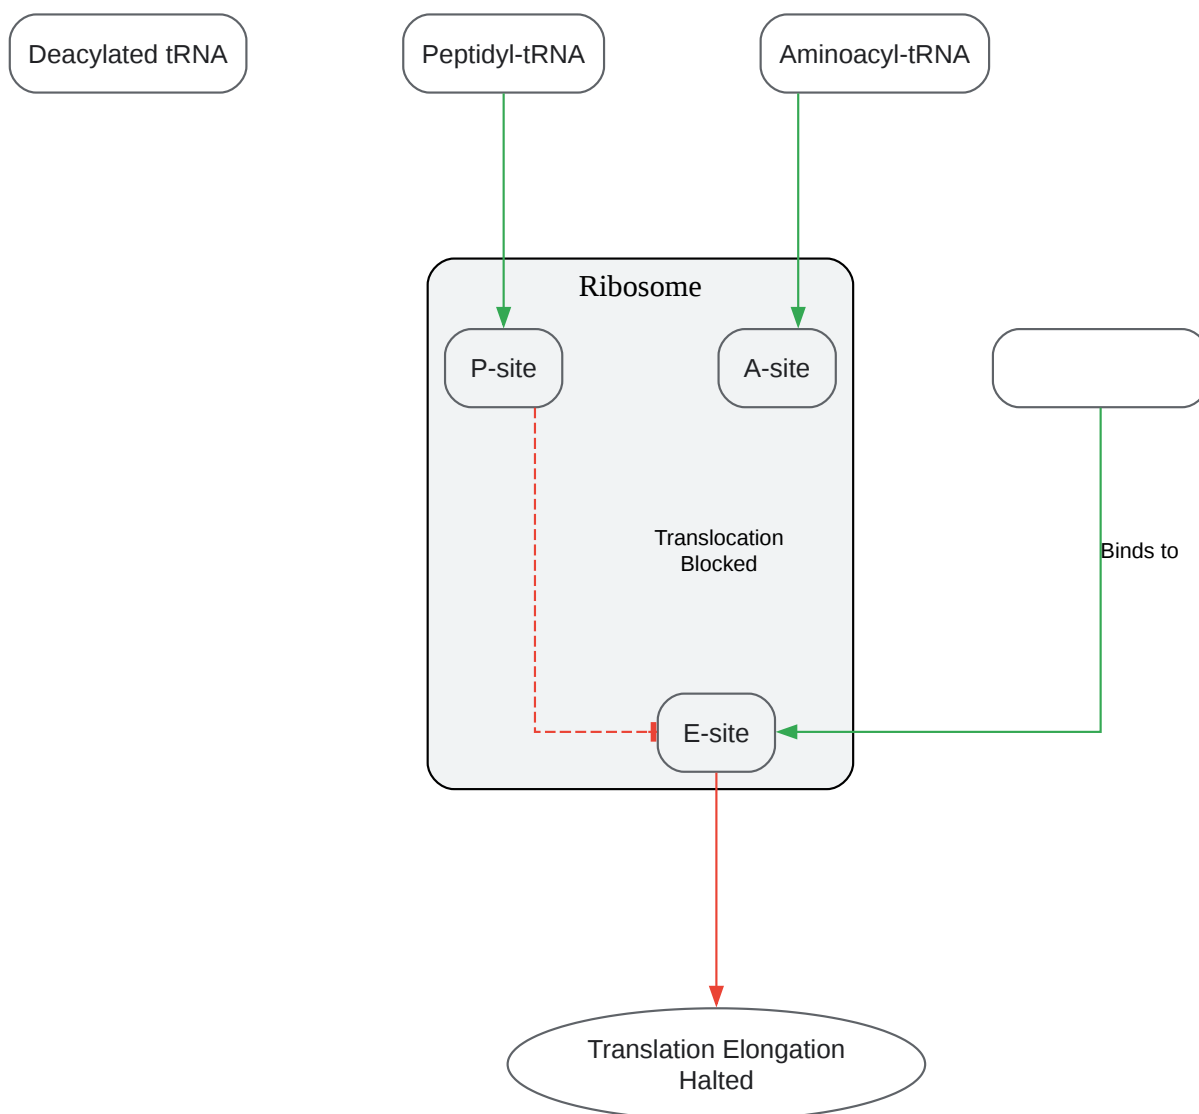 Deacylated tRNA
Peptidyl-tRNA
Aminoacyl-tRNA
Ribosome
P-site
A-site
Translocation
Blocked
Binds to
E-site
Translation Elongation
Halted